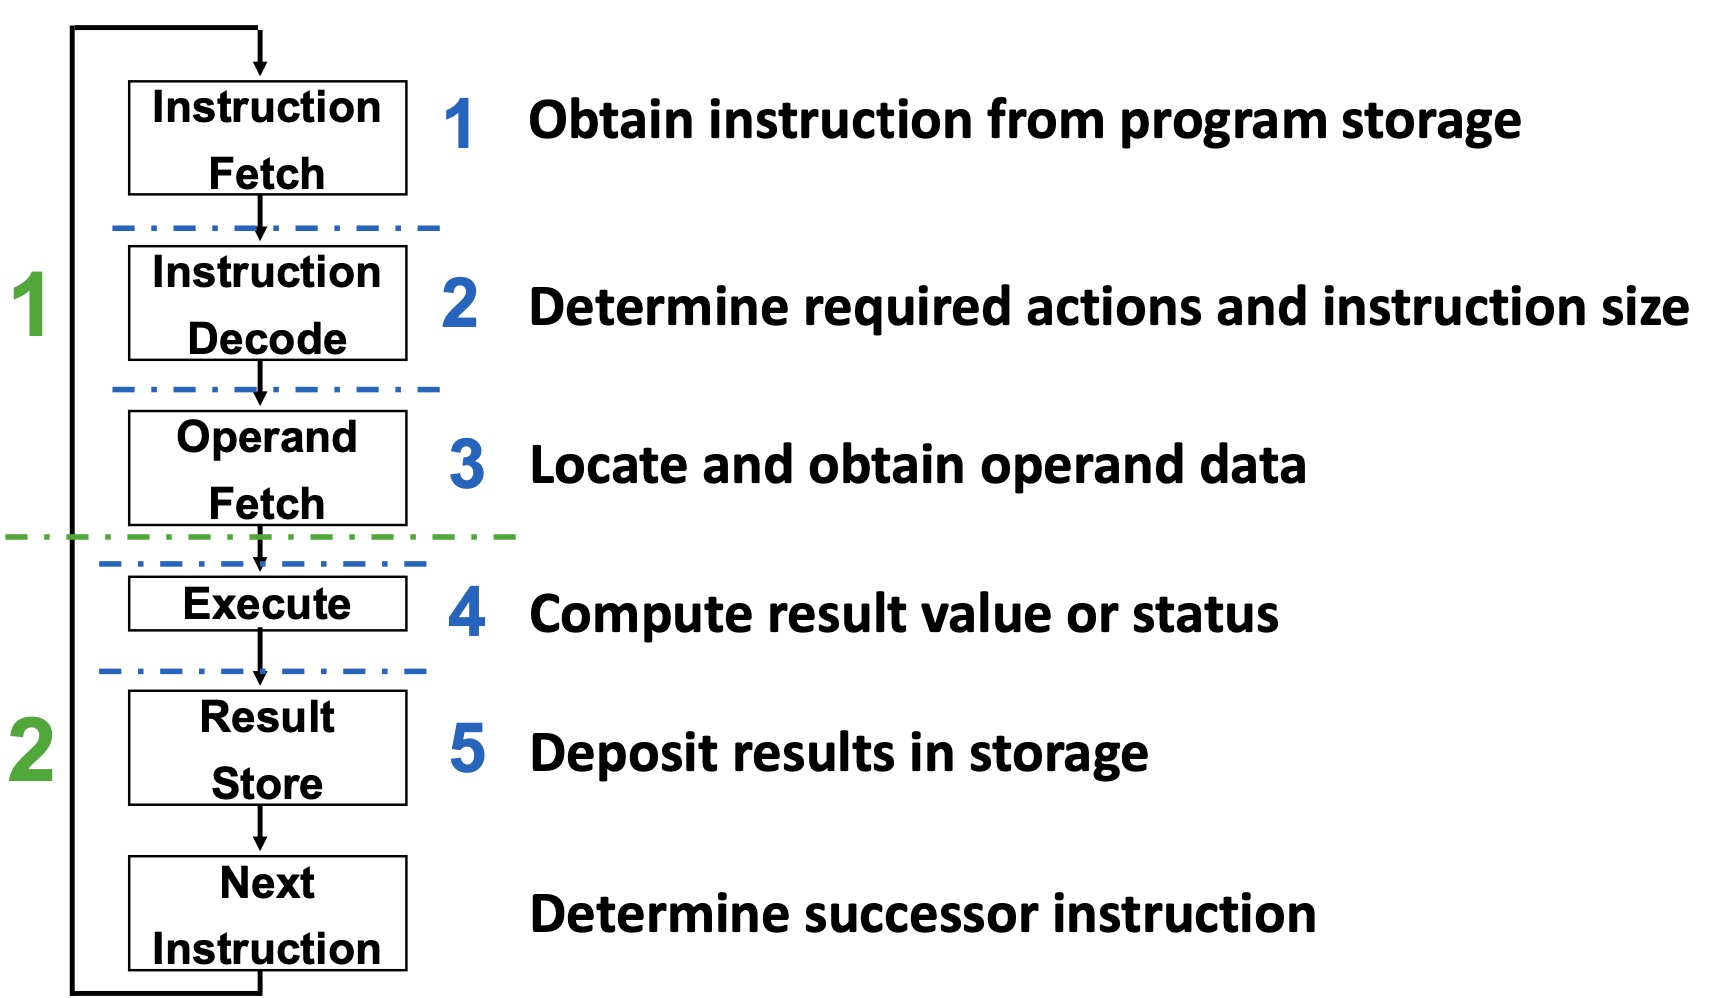 Instruction
Fetch
1 Obtain instruction from program storage
1
Instruction
Decode
2 Determine required actions and instruction size
Operand
Fetch
3 Locate and obtain operand data
Execute
4 Compute result value or status
2
Result
Store
5 Deposit results in storage
Next
Instruction
Determine successor instruction